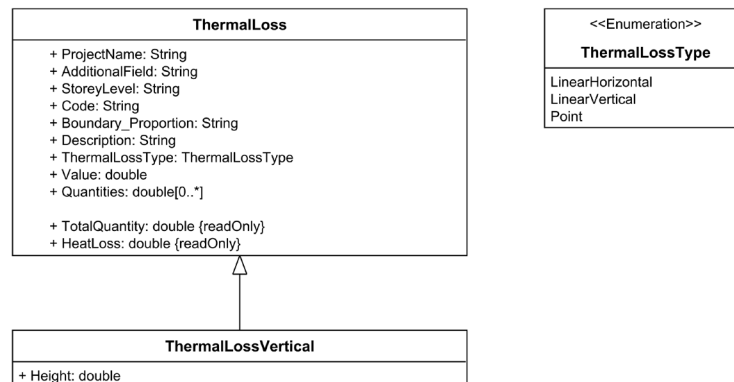 ThermalLoss
+ ProjectName: String
+ AdditionalField: String
+ StoreyLevel: String
+ Code: String
+ Boundary_Proportion: String
+ Description: String
+ ThermalLossType: ThermalLossType
+ Value: double
+ Quantities: double[0..*]
+ TotalQuantity: double {readOnly}
+ HeatLoss: double {readOnly}
<<Enumeration>>
ThermalLossType
LinearHorizontal
LinearVertical
Point
ThermalLossVertical
+ Height: double